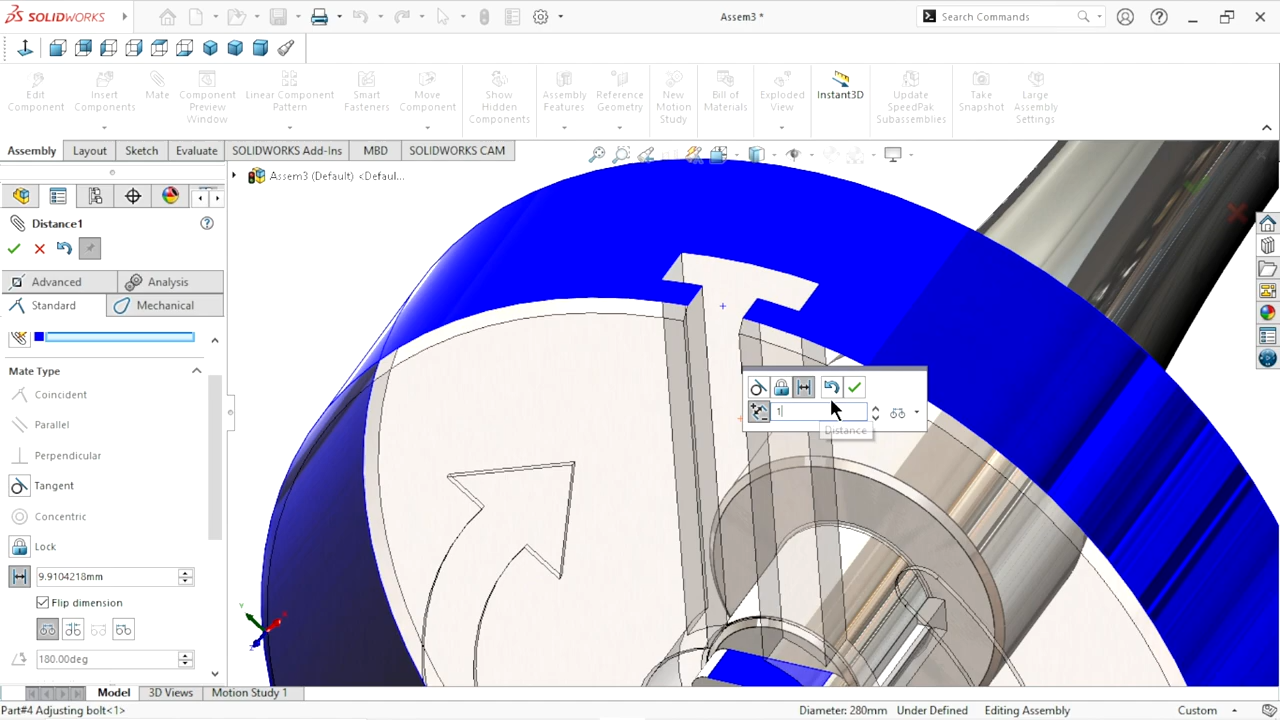 SOLIDWORKS
Assem3 *
Search Commands
Edit Component
Insert Components
Mate
Component Preview Window
Linear Component Pattern
Smart Fasteners
Move Component
Show Hidden Components
Assembly Features
Reference Geometry
New Motion Study
Bill of Materials
Exploded View
Instant3D
Update SpeedPak Subassemblies
Take Snapshot
Large Assembly Settings
Assembly
Layout
Sketch
Evaluate
SOLIDWORKS Add-Ins
MBD
SOLIDWORKS CAM
Assem3 (Default) <Defaul...
Distance1
Advanced
Analysis
Standard
Mechanical
Mate Type
Coincident
Parallel
Perpendicular
Tangent
Concentric
Lock
9.9104218mm
Flip dimension
180.00deg
1
Distance
Model
3D Views
Motion Study 1
Part#4 Adjusting bolt<1>
Diameter: 280mm
Under Defined
Editing Assembly
Custom